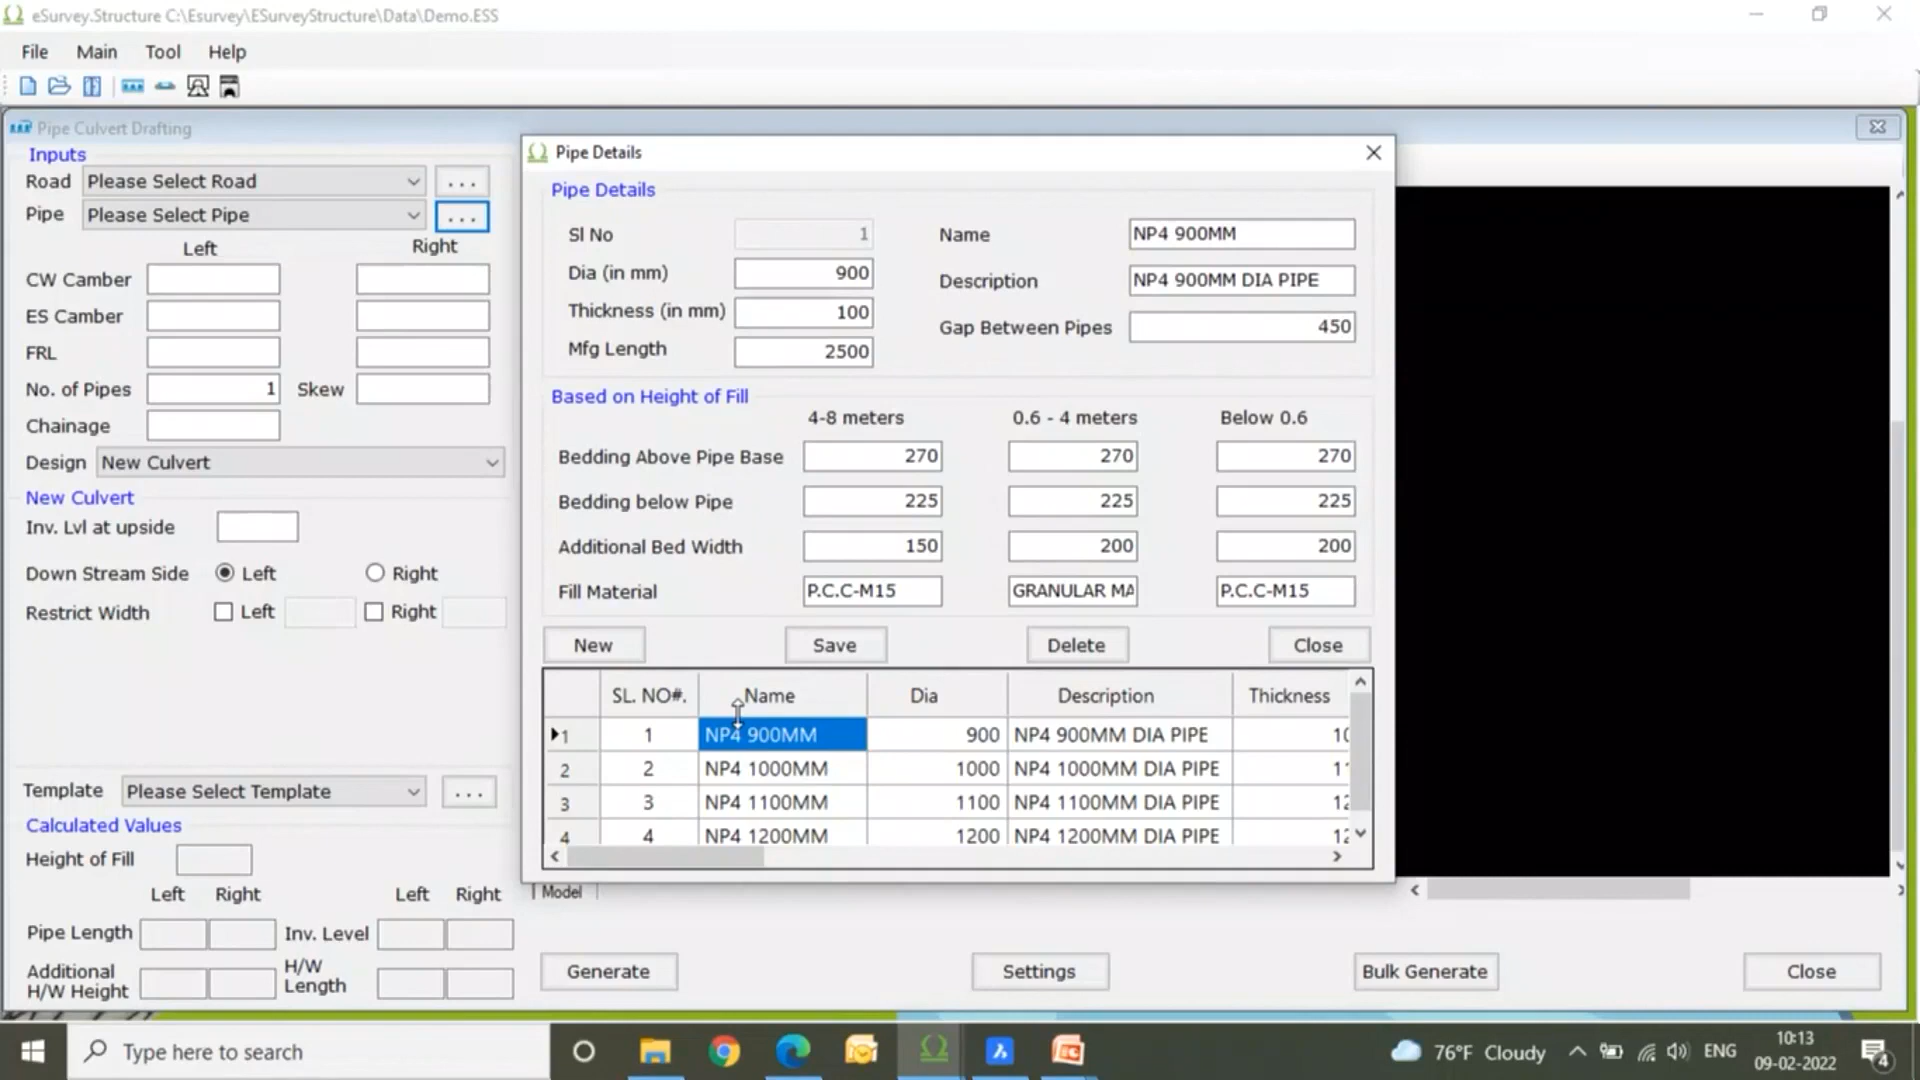 eSurvey.Structure C:\Esurvey\ESurveyStructure\Data\Demo.ESS
File Main Tool Help
Pipe Culvert Drafting
Inputs
Road Please Select Road ...
Pipe Please Select Pipe ...
Left Right
CW Camber
ES Camber
FRL
No. of Pipes 1 Skew
Chainage
Design New Culvert
New Culvert
Inv. Lvl at upside
Down Stream Side Left Right
Restrict Width Left Right
Template Please Select Template ...
Calculated Values
Height of Fill
Left Right Left Right
Pipe Length Inv. Level
Additional H/W Height H/W Length
Pipe Details
Pipe Details
Sl No 1 Name NP4 900MM
Dia (in mm) 900 Description NP4 900MM DIA PIPE
Thickness (in mm) 100 Gap Between Pipes 450
Mfg Length 2500
Based on Height of Fill
4-8 meters 0.6 - 4 meters Below 0.6
Bedding Above Pipe Base 270 270 270
Bedding below Pipe 225 225 225
Additional Bed Width 150 200 200
Fill Material P.C.C-M15 GRANULAR MA P.C.C-M15
New Save Delete Close
SL. NO#. Name Dia Description Thickness
1 1 NP4 900MM 900 NP4 900MM DIA PIPE 10
2 2 NP4 1000MM 1000 NP4 1000MM DIA PIPE 11
3 3 NP4 1100MM 1100 NP4 1100MM DIA PIPE 12
4 4 NP4 1200MM 1200 NP4 1200MM DIA PIPE 12
Model
Generate Settings Bulk Generate Close
Type here to search
76°F Cloudy ENG
10:13
09-02-2022
4